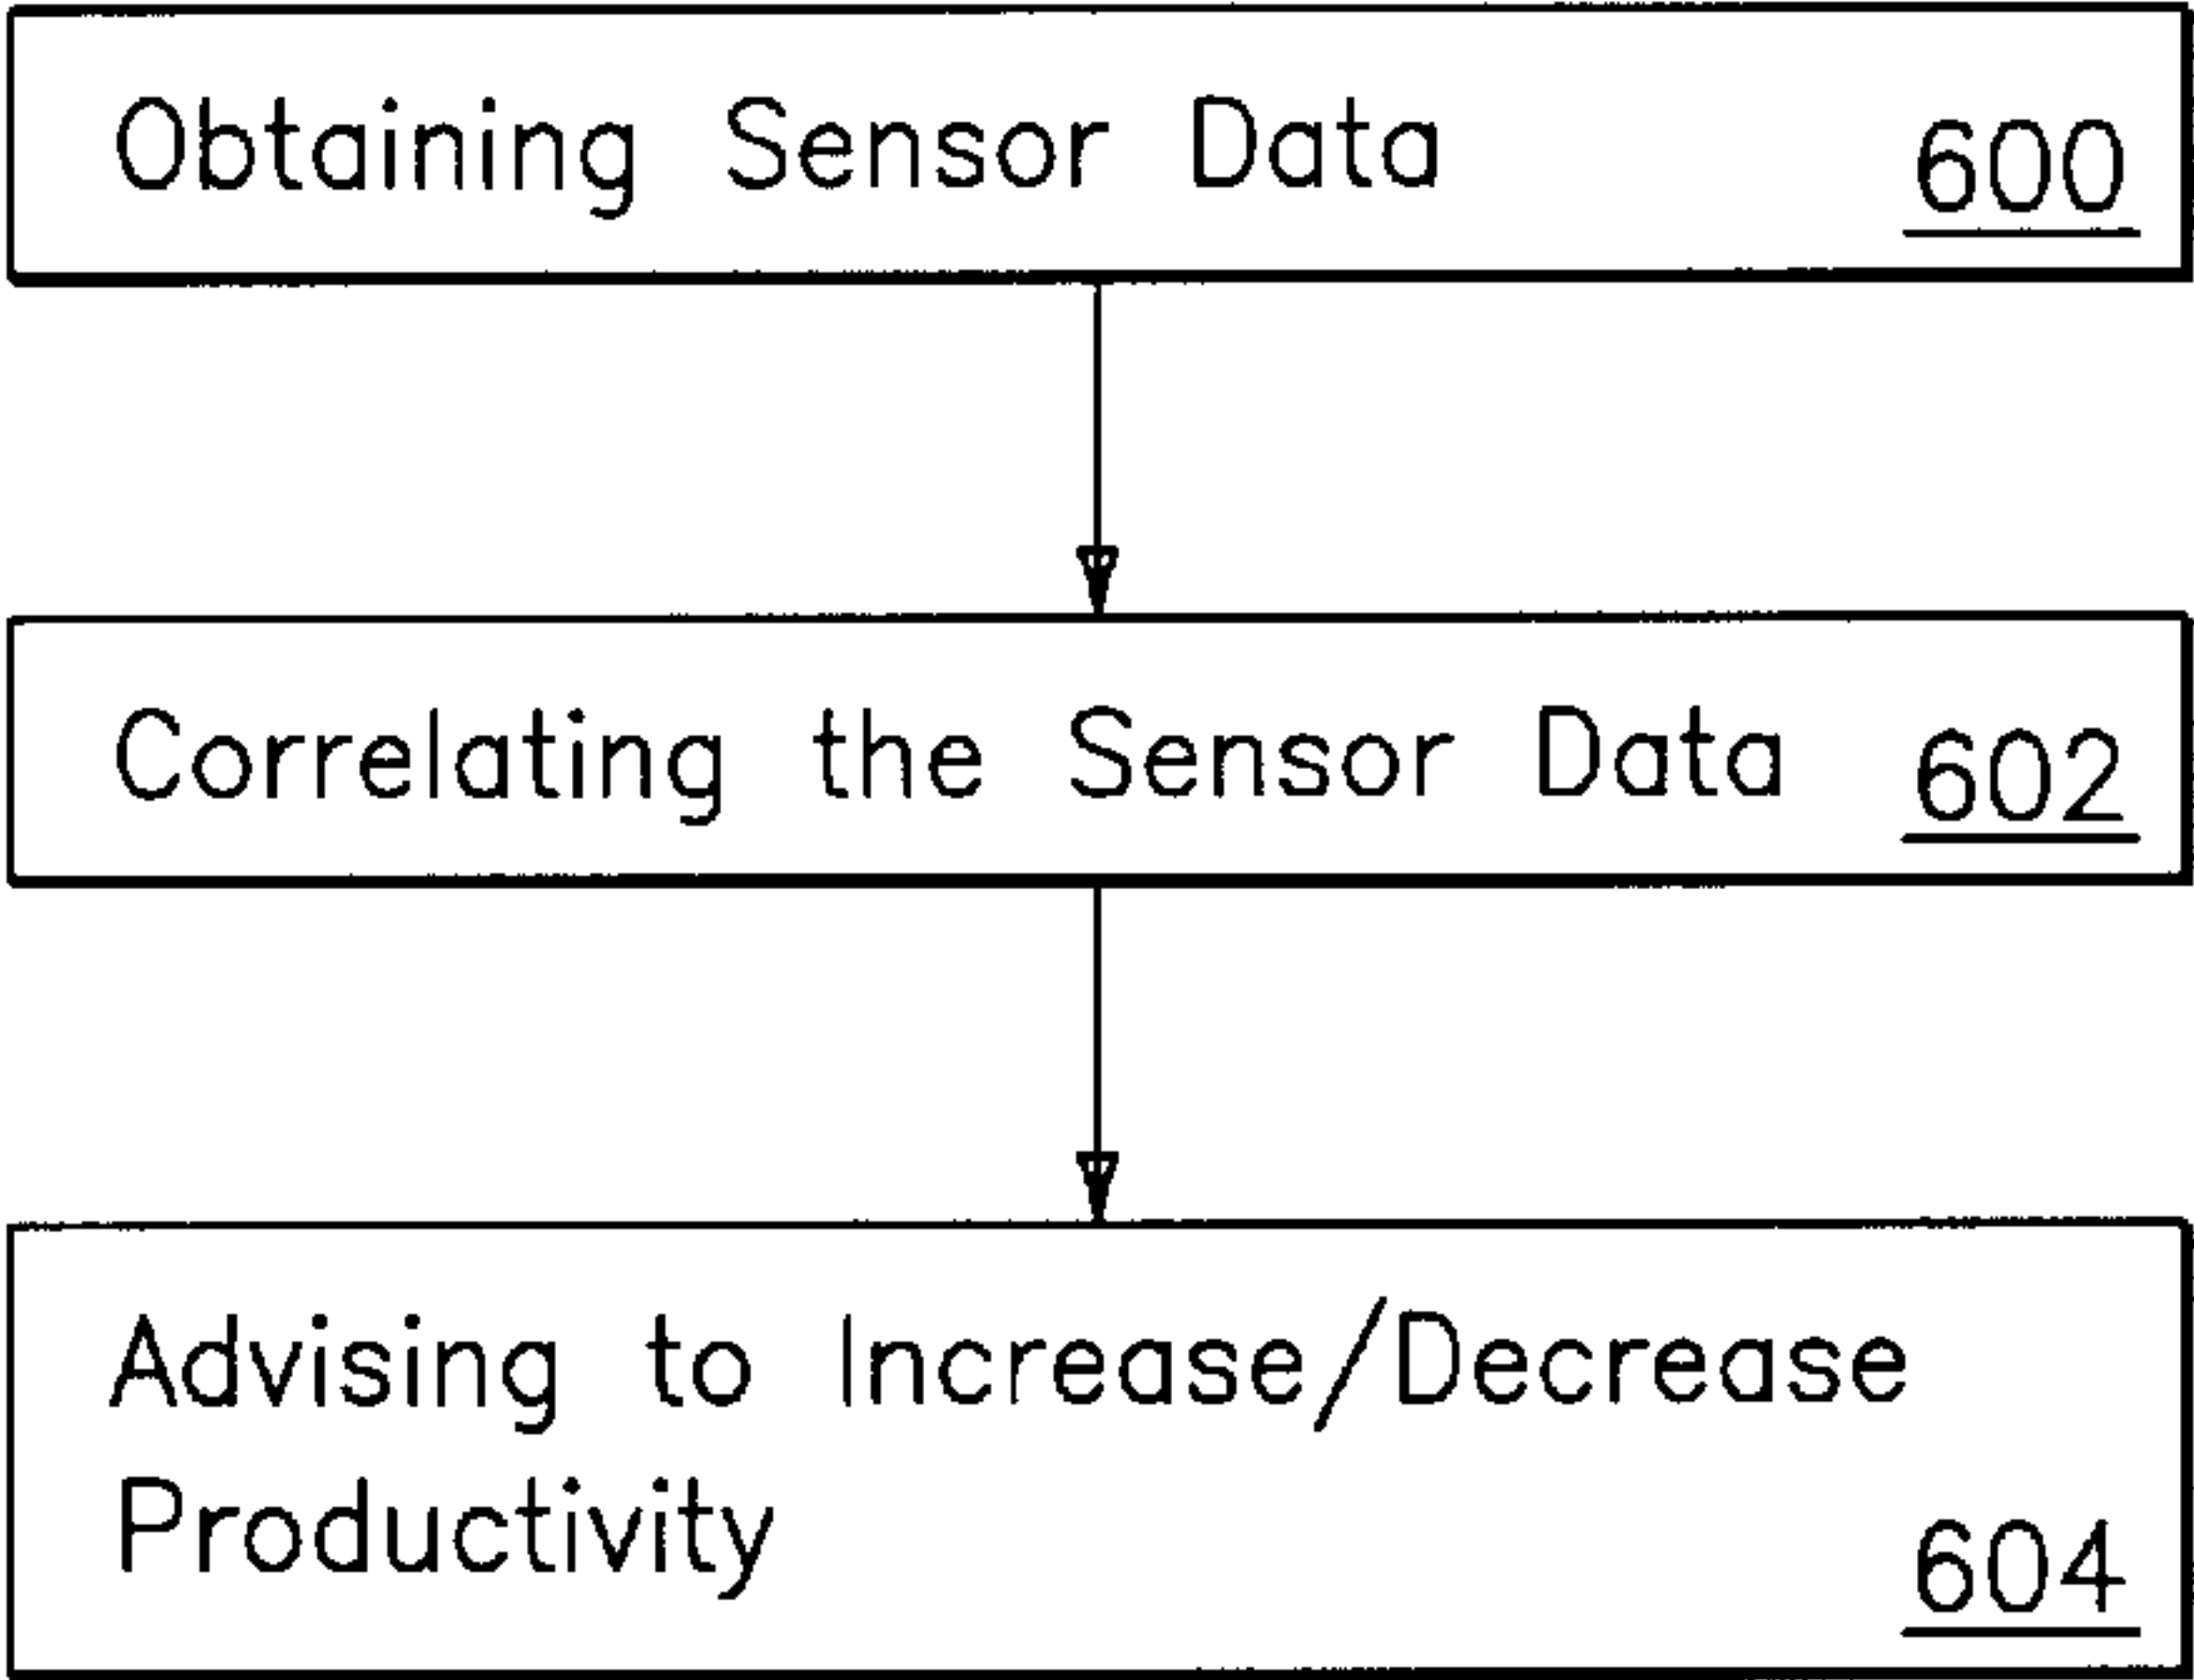 Obtaining Sensor Data 600
Correlating the Sensor Data 602
Advising to Increase/Decrease
Productivity
604